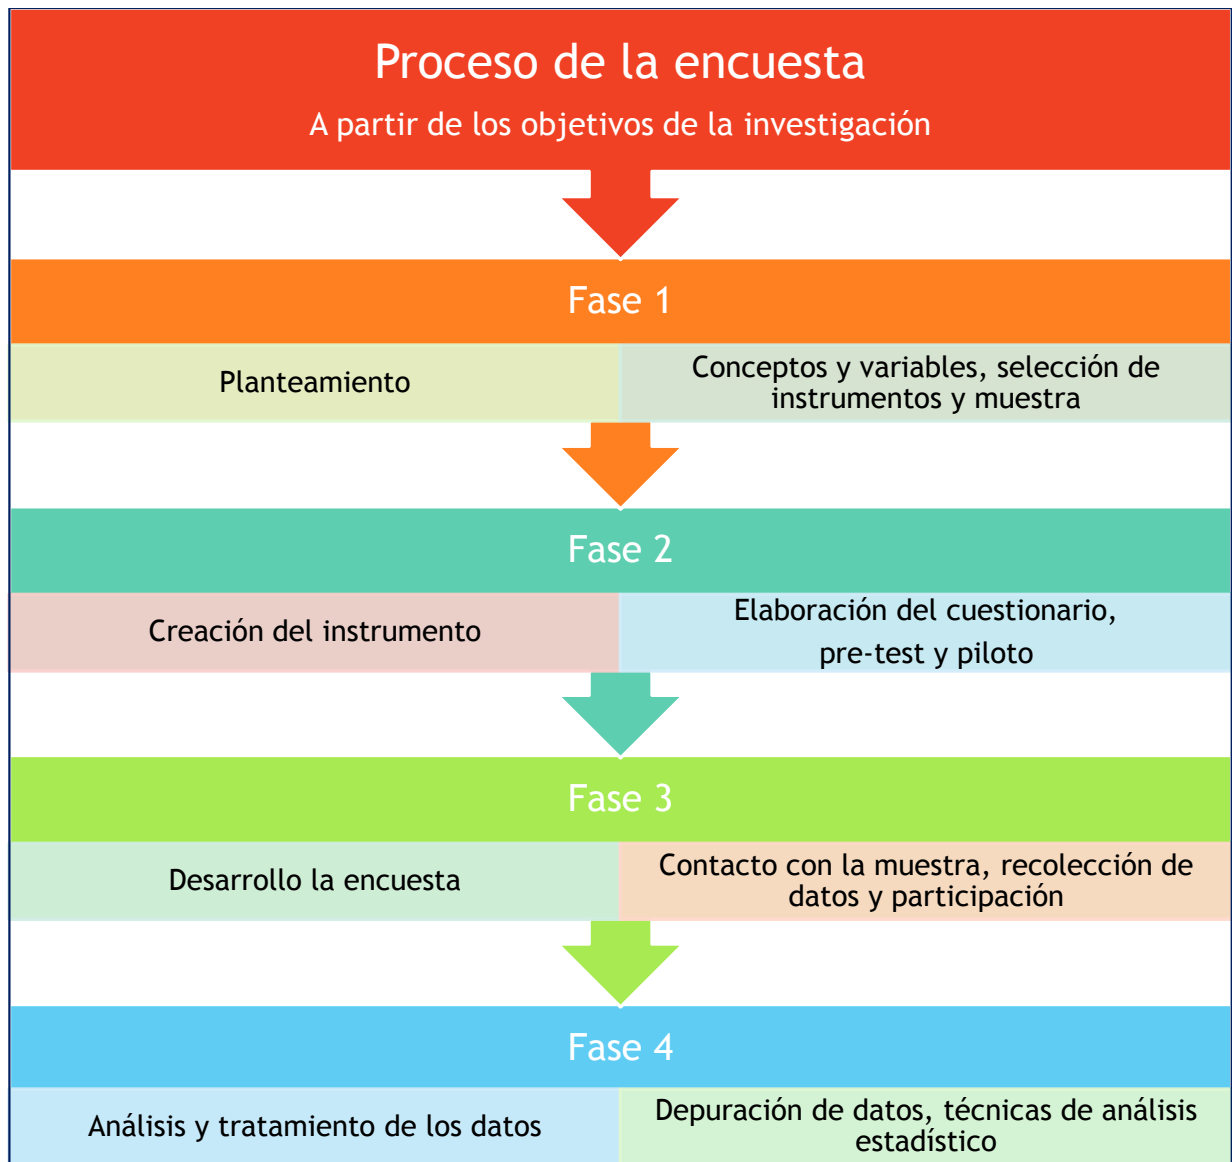 Proceso de la encuesta
A partir de los objetivos de la investigación
Fase 1
Planteamiento
Conceptos y variables, selección de
instrumentos y muestra
Fase 2
Creación del instrumento
Elaboración del cuestionario,
pre-test y piloto
Fase 3
Desarrollo la encuesta
Contacto con la muestra, recolección de
datos y participación
Fase 4
Análisis y tratamiento de los datos
Depuración de datos, técnicas de análisis
estadístico